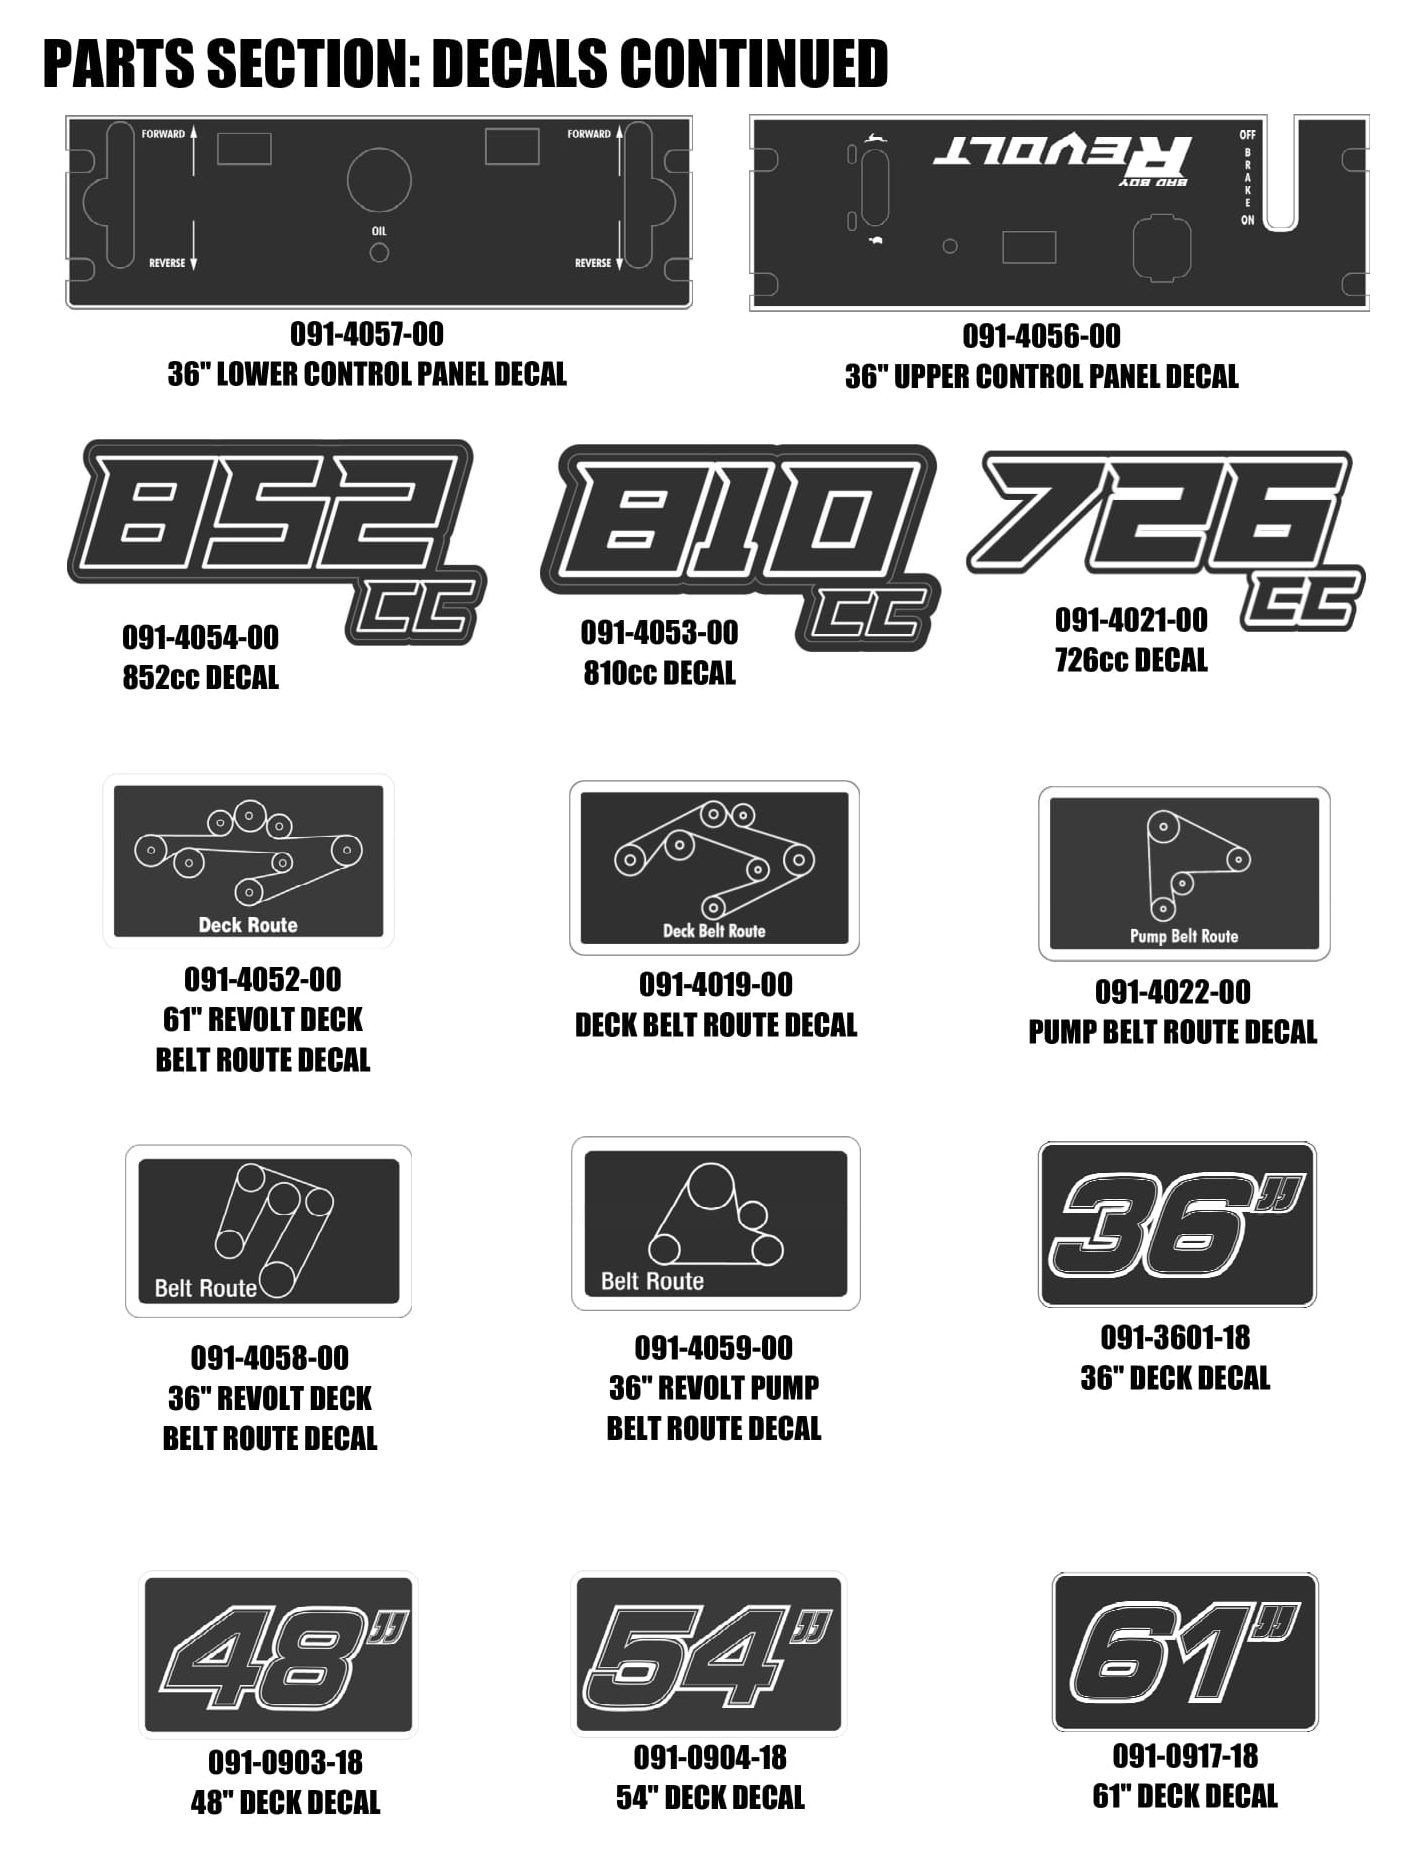 PARTS SECTION: DECALS CONTINUED
FORWARD
FORWARD
OIL
REVERSE
REVERSE
091-4057-00
36" LOWER CONTROL PANEL DECAL
REVOLT
BAD BOY
OFF
BRAKE
ON
091-4056-00
36" UPPER CONTROL PANEL DECAL
852
cc
091-4054-00
852cc DECAL
810
cc
091-4053-00
810cc DECAL
726
cc
091-4021-00
726cc DECAL
Deck Route
091-4052-00
61" REVOLT DECK
BELT ROUTE DECAL
Deck Belt Route
091-4019-00
DECK BELT ROUTE DECAL
Pump Belt Route
091-4022-00
PUMP BELT ROUTE DECAL
Belt Route
091-4058-00
36" REVOLT DECK
BELT ROUTE DECAL
Belt Route
091-4059-00
36" REVOLT PUMP
BELT ROUTE DECAL
36”
091-3601-18
36" DECK DECAL
48”
091-0903-18
48" DECK DECAL
54”
091-0904-18
54" DECK DECAL
61”
091-0917-18
61" DECK DECAL